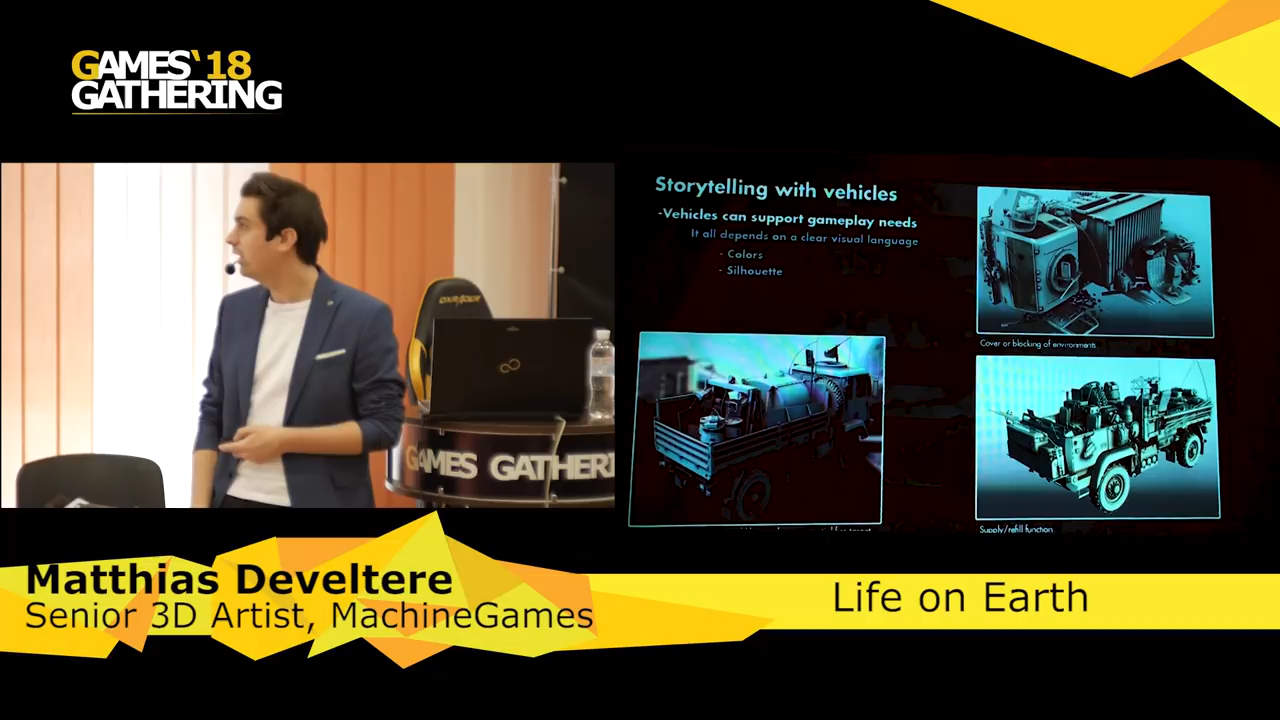 GAMES‘18
GATHERING
Storytelling with vehicles
-Vehicles can support gameplay needs
It all depends on a clear visual language
- Colors
- Silhouette
Cover or blocking of environments
Supply/refill function
DXRACER
GAMES GATHERI
Matthias Develtere
Senior 3D Artist, MachineGames
Life on Earth